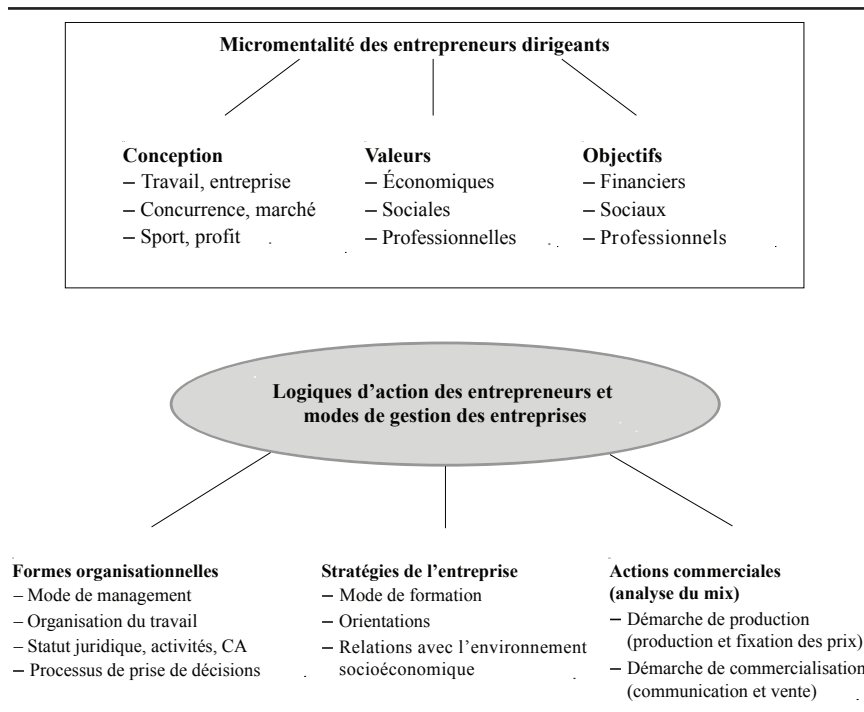 Micromentalité des entrepreneurs dirigeants
Conception
– Travail, entreprise
– Concurrence, marché
– Sport, profit
Valeurs
– Économiques
– Sociales
– Professionnelles
Objectifs
– Financiers
– Sociaux
– Professionnels
Logiques d’action des entrepreneurs et
modes de gestion des entreprises
Formes organisationnelles
– Mode de management
– Organisation du travail
– Statut juridique, activités, CA
– Processus de prise de décisions
Stratégies de l’entreprise
– Mode de formation
– Orientations
– Relations avec l’environnement
socioéconomique
Actions commerciales
(analyse du mix)
– Démarche de production
(production et fixation des prix)
– Démarche de commercialisation
(communication et vente)